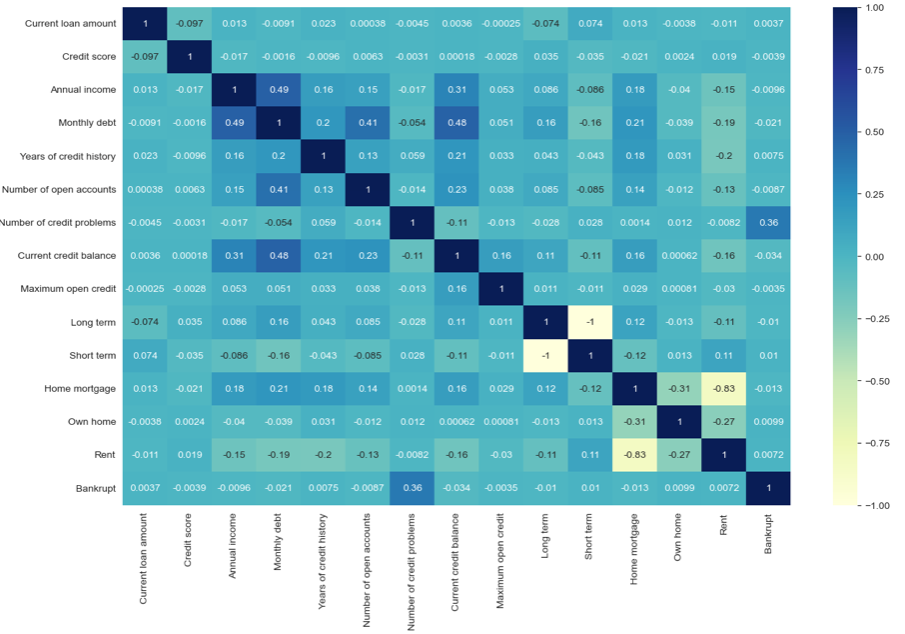 Current loan amount 1 -0.097 0.013 -0.0091 0.023 0.00038 -0.0045 0.0036 -0.00025 -0.074 0.074 0.013 -0.0038 -0.011 0.0037
Credit score -0.097 1 -0.017 -0.0016 -0.0096 0.0063 -0.0031 0.00018 -0.0028 0.035 -0.035 -0.021 0.0024 0.019 -0.0039
Annual income 0.013 -0.017 1 0.49 0.16 0.15 -0.017 0.31 0.053 0.086 -0.086 0.18 -0.04 -0.15 -0.0096
Monthly debt -0.0091 -0.0016 0.49 1 0.2 0.41 -0.054 0.48 0.051 0.16 -0.16 0.21 -0.039 -0.19 -0.021
Years of credit history 0.023 -0.0096 0.16 0.2 1 0.13 0.059 0.21 0.033 0.043 -0.043 0.18 0.031 -0.2 0.0075
Number of open accounts 0.00038 0.0063 0.15 0.41 0.13 1 -0.014 0.23 0.038 0.085 -0.085 0.14 -0.012 -0.13 -0.0087
Number of credit problems -0.0045 -0.0031 -0.017 -0.054 0.059 -0.014 1 -0.11 -0.013 -0.028 0.028 0.0014 0.012 -0.0082 0.36
Current credit balance 0.0036 0.00018 0.31 0.48 0.21 0.23 -0.11 1 0.16 0.11 -0.11 0.16 0.00062 -0.16 -0.034
Maximum open credit -0.00025 -0.0028 0.053 0.051 0.033 0.038 -0.013 0.16 1 0.011 -0.011 0.029 0.00081 -0.03 -0.0035
Long term -0.074 0.035 0.086 0.16 0.043 0.085 -0.028 0.11 0.011 1 -1 0.12 -0.013 -0.11 -0.01
Short term 0.074 -0.035 -0.086 -0.16 -0.043 -0.085 0.028 -0.11 -0.011 -1 1 -0.12 0.013 0.11 0.01
Home mortgage 0.013 -0.021 0.18 0.21 0.18 0.14 0.0014 0.16 0.029 0.12 -0.12 1 -0.31 -0.83 -0.013
Own home -0.0038 0.0024 -0.04 -0.039 0.031 -0.012 0.012 0.00062 0.00081 -0.013 0.013 -0.31 1 -0.27 0.0099
Rent -0.011 0.019 -0.15 -0.19 -0.2 -0.13 -0.0082 -0.16 -0.03 -0.11 0.11 -0.83 -0.27 1 0.0072
Bankrupt 0.0037 -0.0039 -0.0096 -0.021 0.0075 -0.0087 0.36 -0.034 -0.0035 -0.01 0.01 -0.013 0.0099 0.0072 1
Current loan amount
Credit score
Annual income
Monthly debt
Years of credit history
Number of open accounts
Number of credit problems
Current credit balance
Maximum open credit
Long term
Short term
Home mortgage
Own home
Rent
Bankrupt
1.00
0.75
0.50
0.25
0.00
-0.25
-0.50
-0.75
-1.00